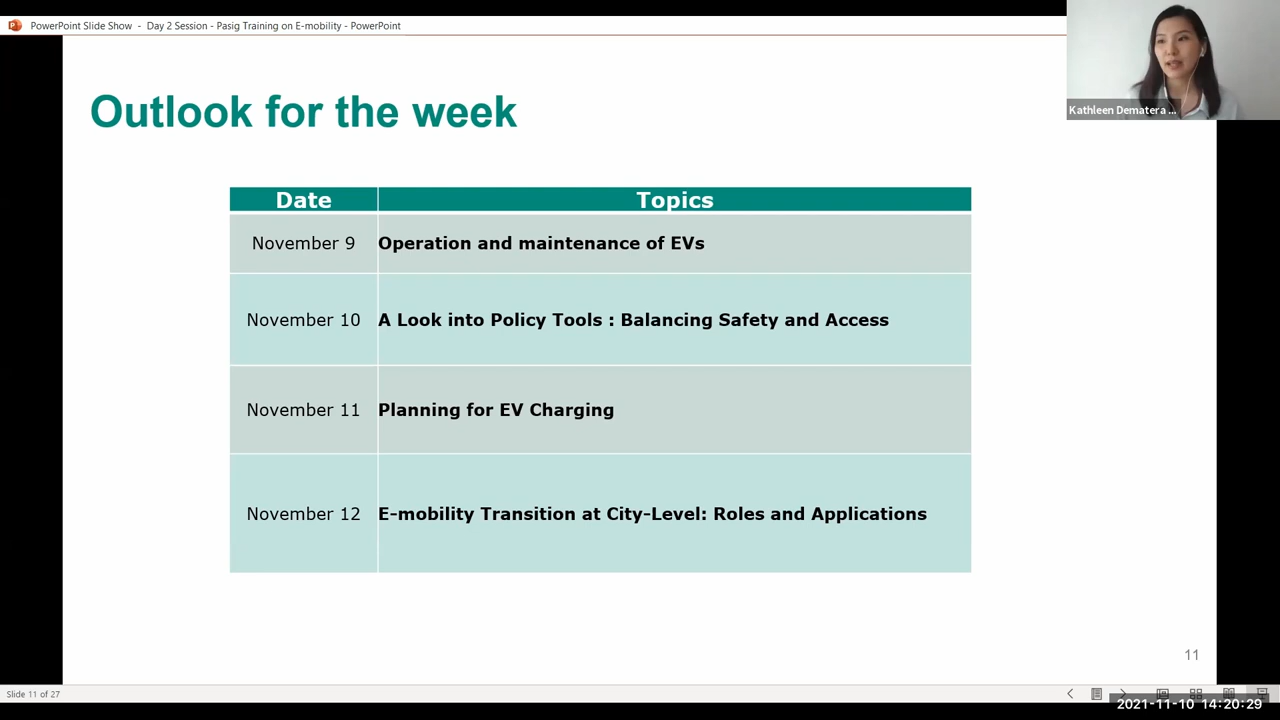 PowerPoint Slide Show - Day 2 Session - Pasig Training on E-mobility - PowerPoint
Kathleen Dematera ...
Outlook for the week
Date Topics
November 9 Operation and maintenance of EVs
November 10 A Look into Policy Tools : Balancing Safety and Access
November 11 Planning for EV Charging
November 12 E-mobility Transition at City-Level: Roles and Applications
11
Slide 11 of 27
2021-11-10 14:20:29